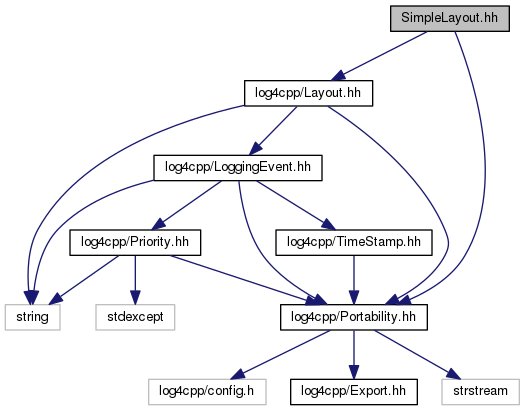 SimpleLayout.hh
log4cpp/Layout.hh
log4cpp/LoggingEvent.hh
log4cpp/Priority.hh
log4cpp/TimeStamp.hh
string
stdexcept
log4cpp/Portability.hh
log4cpp/config.h
log4cpp/Export.hh
strstream